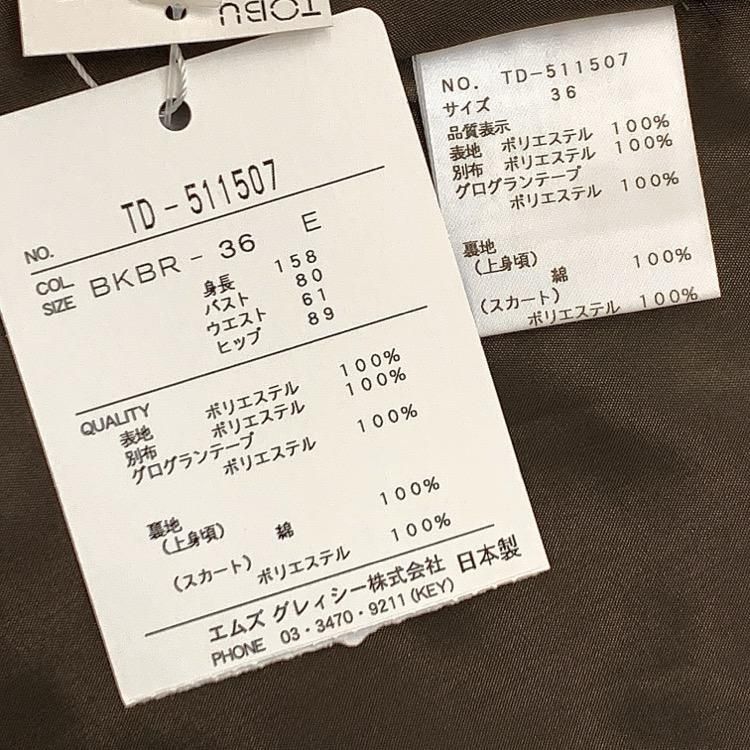 TOBU
NO. TD-511507
COL
SIZE BKBR - 36 E
身長 158
バスト 80
ウエスト 61
ヒップ 89
QUALITY
表地 ポリエステル 100%
別布 ポリエステル 100%
グログランテープ
ポリエステル 100%
裏地
(上身頃) 綿 100%
(スカート) ポリエステル 100%
エムズ グレィシー株式会社 日本製
PHONE 03・3470・9211(KEY)
NO. TD-511507
サイズ 36
品質表示
表地 ポリエステル 100%
別布 ポリエステル 100%
グログランテープ
ポリエステル 100%
裏地
(上身頃)
綿 100%
(スカート)
ポリエステル 100%